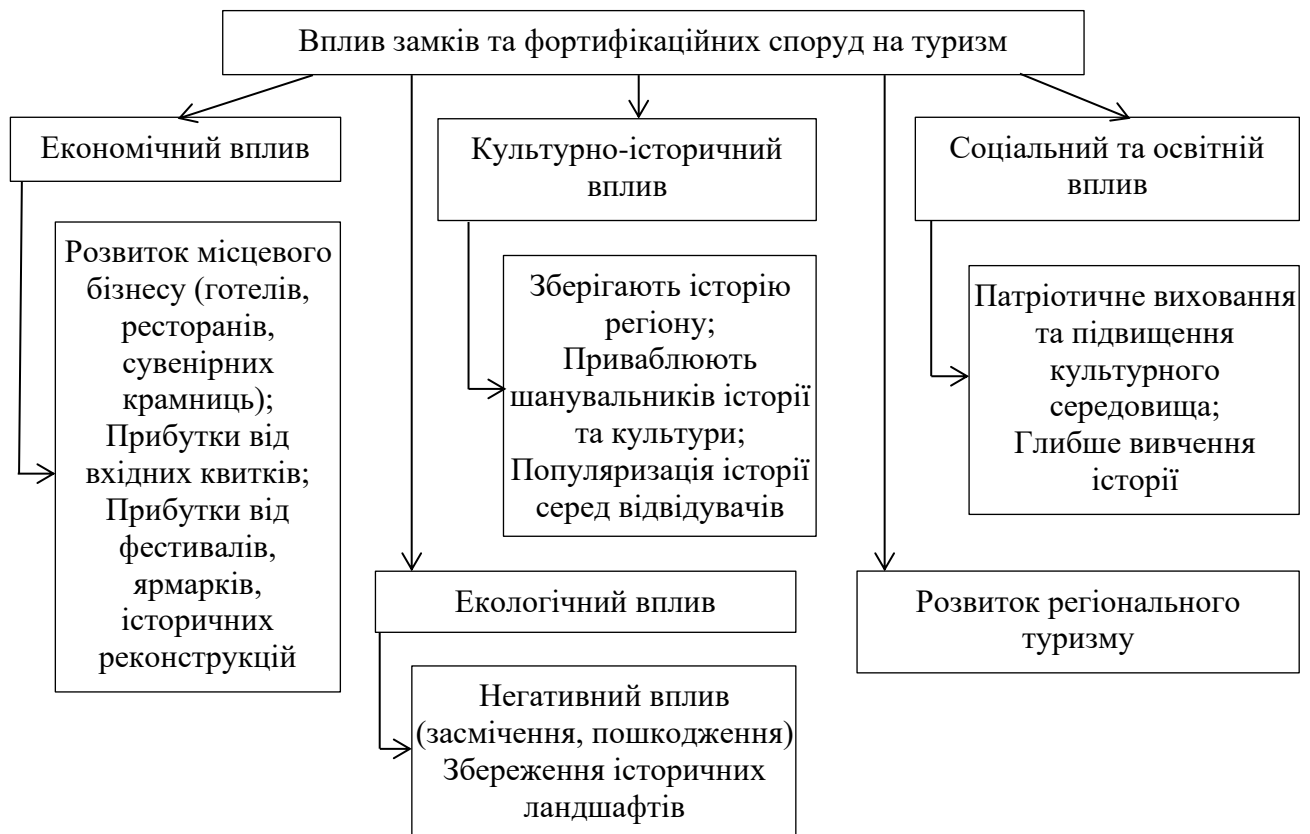 Вплив замків та фортифікаційних споруд на туризм
Економічний вплив
Розвиток місцевого
бізнесу (готелів,
ресторанів,
сувенірних
крамниць);
Прибутки від
вхідних квитків;
Прибутки від
фестивалів,
ярмарків,
історичних
реконструкцій
Культурно-історичний
вплив
Зберігають історію
регіону;
Приваблюють
шанувальників історії
та культури;
Популяризація історії
серед відвідувачів
Соціальний та освітній
вплив
Патріотичне виховання
та підвищення
культурного
середовища;
Глибше вивчення
історії
Екологічний вплив
Негативний вплив
(засмічення, пошкодження)
Збереження історичних
ландшафтів
Розвиток регіонального
туризму